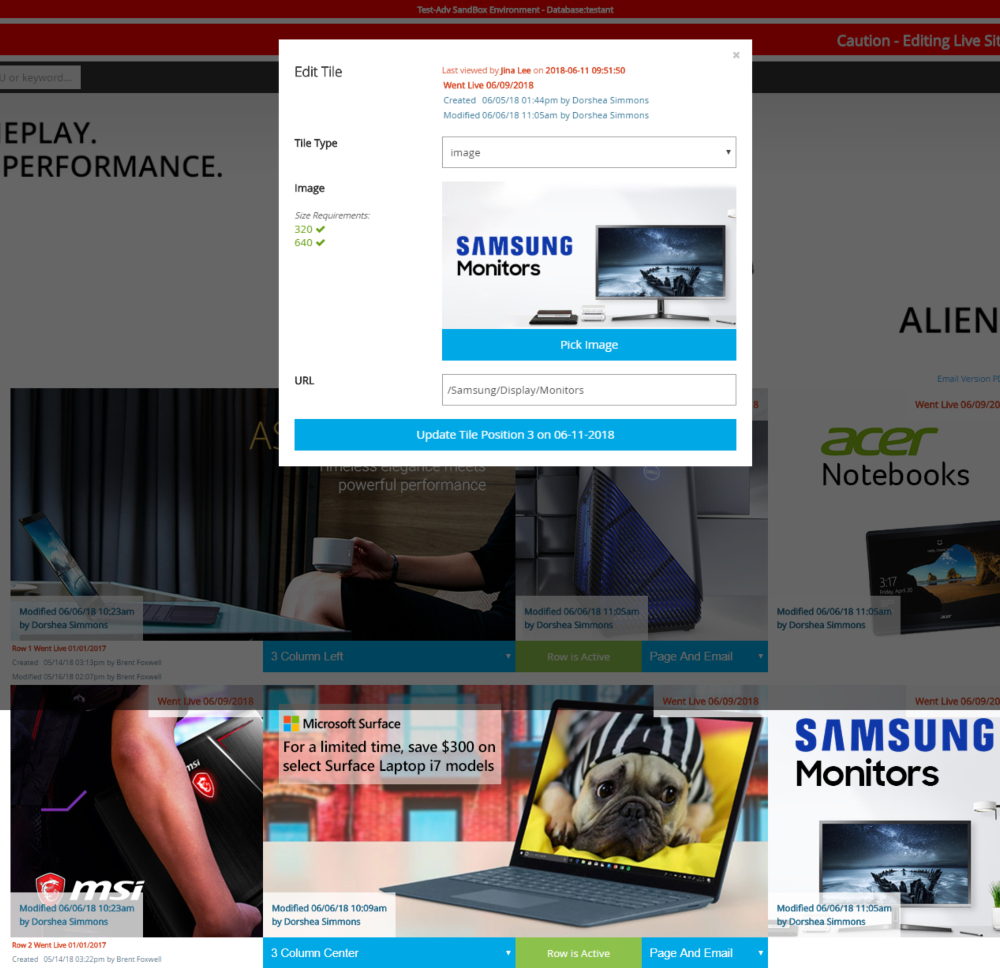 Test-Adv SandBox Environment - Database:testant
Caution - Editing Live Sit
U or keyword...
EPLAY.
PERFORMANCE.
Edit Tile
Last viewed by Jina Lee on 2018-06-11 09:51:50
Went Live 06/09/2018
Created 06/05/18 01:44pm by Dorshea Simmons
Modified 06/06/18 11:05am by Dorshea Simmons
Tile Type
image
Image
Size Requirements:
320
640
SAMSUNG
Monitors
Pick Image
URL
/Samsung/Display/Monitors
Update Tile Position 3 on 06-11-2018
ALIEN
Email Version P
Went Live 06/09/20
8
AS
Timeless elegance meets
powerful performance
DELL
acer
Notebooks
3:17
Friday, April 20
acer
Modified 06/06/18 10:23am
by Dorshea Simmons
Modified 06/06/18 11:05am
by Dorshea Simmons
Modified 06/06/18 11:05am
by Dorshea Simmons
Row 1 Went Live 01/01/2017
Created 05/14/18 03:13pm by Brent Foxwell
Modified 05/16/18 02:07pm by Brent Foxwell
3 Column Left
Row is Active
Page And Email
Went Live 06/09/2018
Went Live 06/09/2018
Went Live 06/09/20
msi
Microsoft Surface
For a limited time, save $300 on
select Surface Laptop i7 models
SAMSUNG
Monitors
msi
Modified 06/06/18 10:23am
by Dorshea Simmons
Modified 06/06/18 10:09am
by Dorshea Simmons
Modified 06/06/18 11:05am
by Dorshea Simmons
Row 2 Went Live 01/01/2017
Created 05/14/18 03:22pm by Brent Foxwell
3 Column Center
Row is Active
Page And Email